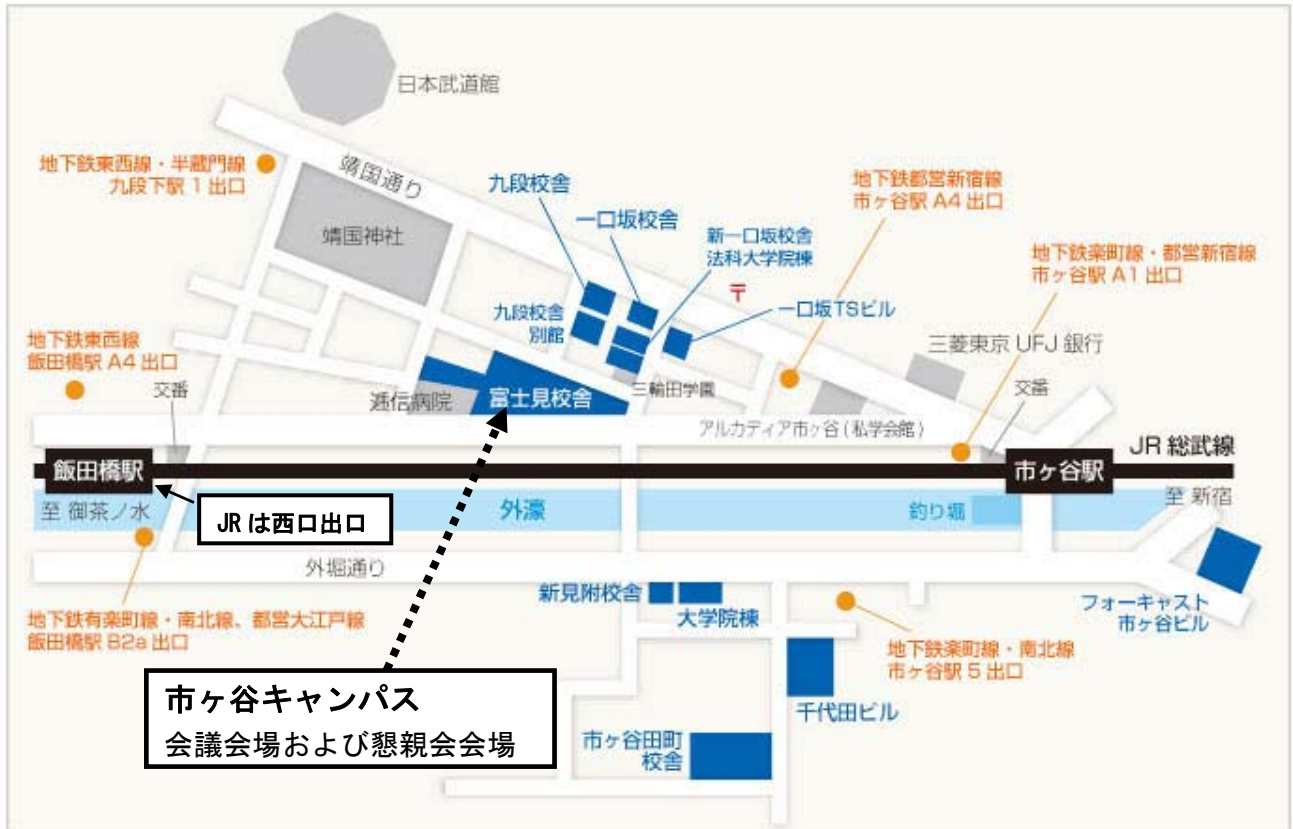 日本武道館
地下鉄東西線・半蔵門線
九段下駅 1 出口
靖国通り
靖国神社
九段校舎
一口坂校舎
新一口坂校舎
法科大学院棟
〒
地下鉄都営新宿線
市ヶ谷駅 A4 出口
地下鉄楽町線・都営新宿線
市ヶ谷駅 A1 出口
九段校舎
別館
一口坂TSビル
三菱東京 UFJ 銀行
地下鉄東西線
飯田橋駅 A4 出口
交番
逓信病院
富士見校舎
三輪田学園
交番
アルカディア市ヶ谷(私学会館)
JR 総武線
飯田橋駅
市ヶ谷駅
至 御茶ノ水
JR は西口出口
外濠
釣り堀
至 新宿
外堀通り
地下鉄有楽町線・南北線、都営大江戸線
飯田橋駅 B2a 出口
新見附校舎
大学院棟
地下鉄楽町線・南北線
市ヶ谷駅 5 出口
フォーキャスト
市ヶ谷ビル
市ヶ谷キャンパス
会議会場および懇親会会場
千代田ビル
市ヶ谷田町
校舎